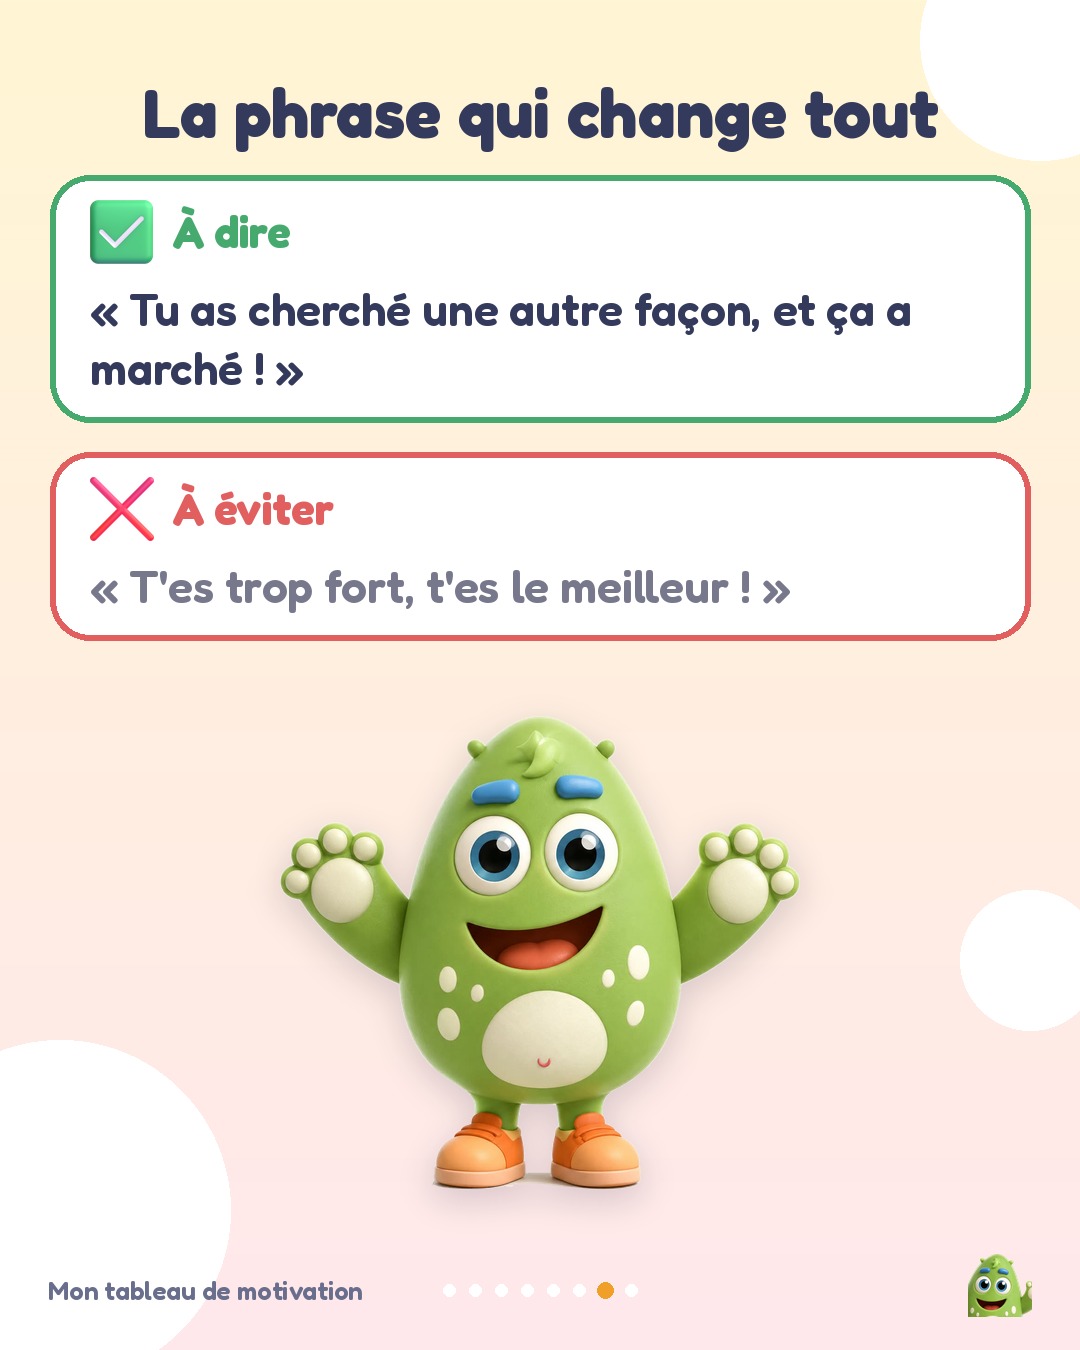 La phrase qui change tout
À dire
« Tu as cherché une autre façon, et ça a
marché ! »
À éviter
« T'es trop fort, t'es le meilleur ! »
Mon tableau de motivation